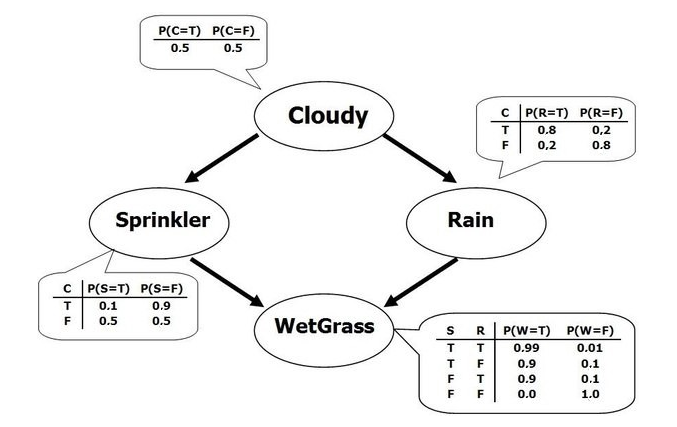 P(C=T) P(C=F)
0.5 0.5
Cloudy
C P(R=T) P(R=F)
T 0.8 0,2
F 0,2 0.8
Sprinkler
Rain
C P(S=T) P(S=F)
T 0.1 0.9
F 0.5 0.5
WetGrass
S R P(W=T) P(W=F)
T T 0.99 0.01
T F 0.9 0.1
F T 0.9 0.1
F F 0.0 1.0